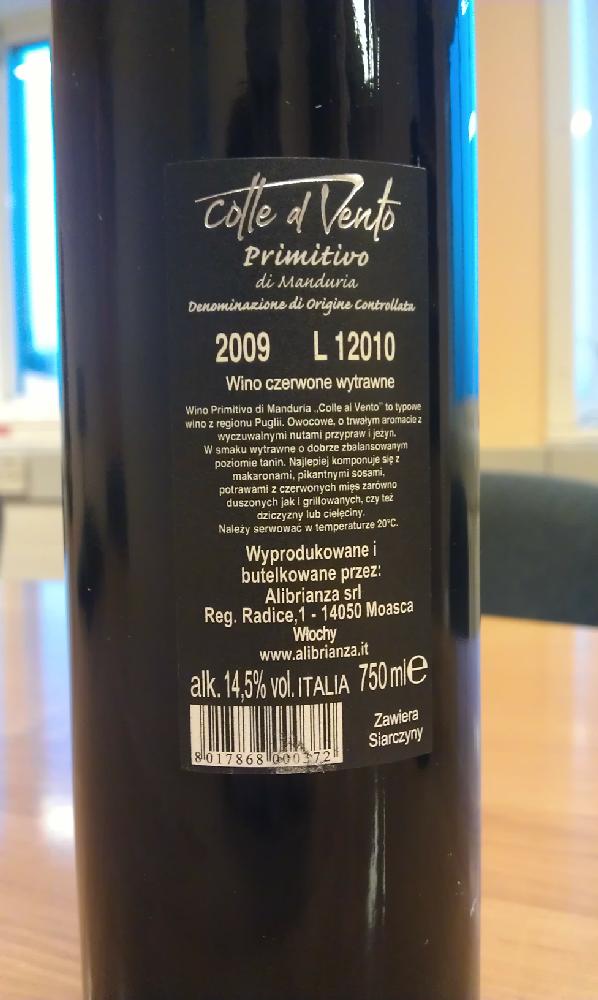 Colle al Vento
Primitivo
di Manduria
Denominazione di Origine Controllata
2009 L 12010
Wino czerwone wytrawne
Wino Primitivo di Manduria „Colle al Vento" to typowe
wino z regionu Puglii. Owocowe, o trwałym aromacie z
wyczuwalnymi nutami przypraw i jeżyn.
W smaku wytrawne o dobrze zbalansowanym
poziomie tanin. Najlepiej komponuje się z
makaronami, pikantnymi sosami,
potrawami z czerwonych mięs zarówno
duszonych jak i grillowanych, czy też
dziczyzny lub cielęciny.
Należy serwować w temperaturze 20°C.
Wyprodukowane i
butelkowane przez:
Alibrianza srl
Reg. Radice,1 - 14050 Moasca
Włochy
www.alibrianza.it
alk. 14,5% vol. ITALIA 750 ml e
Zawiera
Siarczyny
8 017868 000372